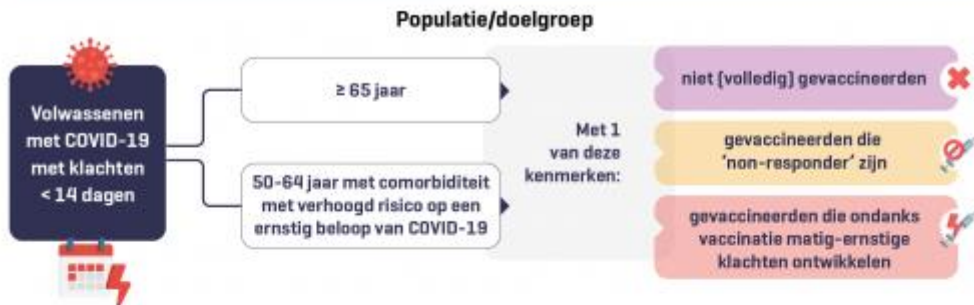 Populatie/doelgroep
Volwassenen
met COVID-19
met klachten
< 14 dagen
≥ 65 jaar
50-64 jaar met comorbiditeit
met verhoogd risico op een
ernstig beloop van COVID-19
Met 1
van deze
kenmerken:
niet (volledig) gevaccineerden
gevaccineerden die
‘non-responder’ zijn
gevaccineerden die ondanks
vaccinatie matig-ernstige
klachten ontwikkelen